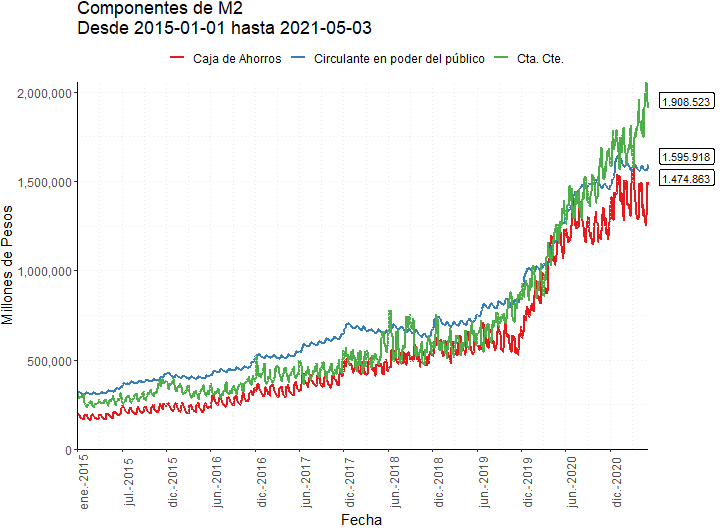 Componentes de M2
Desde 2015-01-01 hasta 2021-05-03
Caja de Ahorros Circulante en poder del público Cta. Cte.
Millones de Pesos
2,000,000
1,500,000
1,000,000
500,000
0
1.908.523
1.595.918
1.474.863
ene.-2015
jul.-2015
dic.-2015
jun.-2016
dic.-2016
jun.-2017
dic.-2017
jun.-2018
dic.-2018
jun.-2019
dic.-2019
jun.-2020
dic.-2020
Fecha